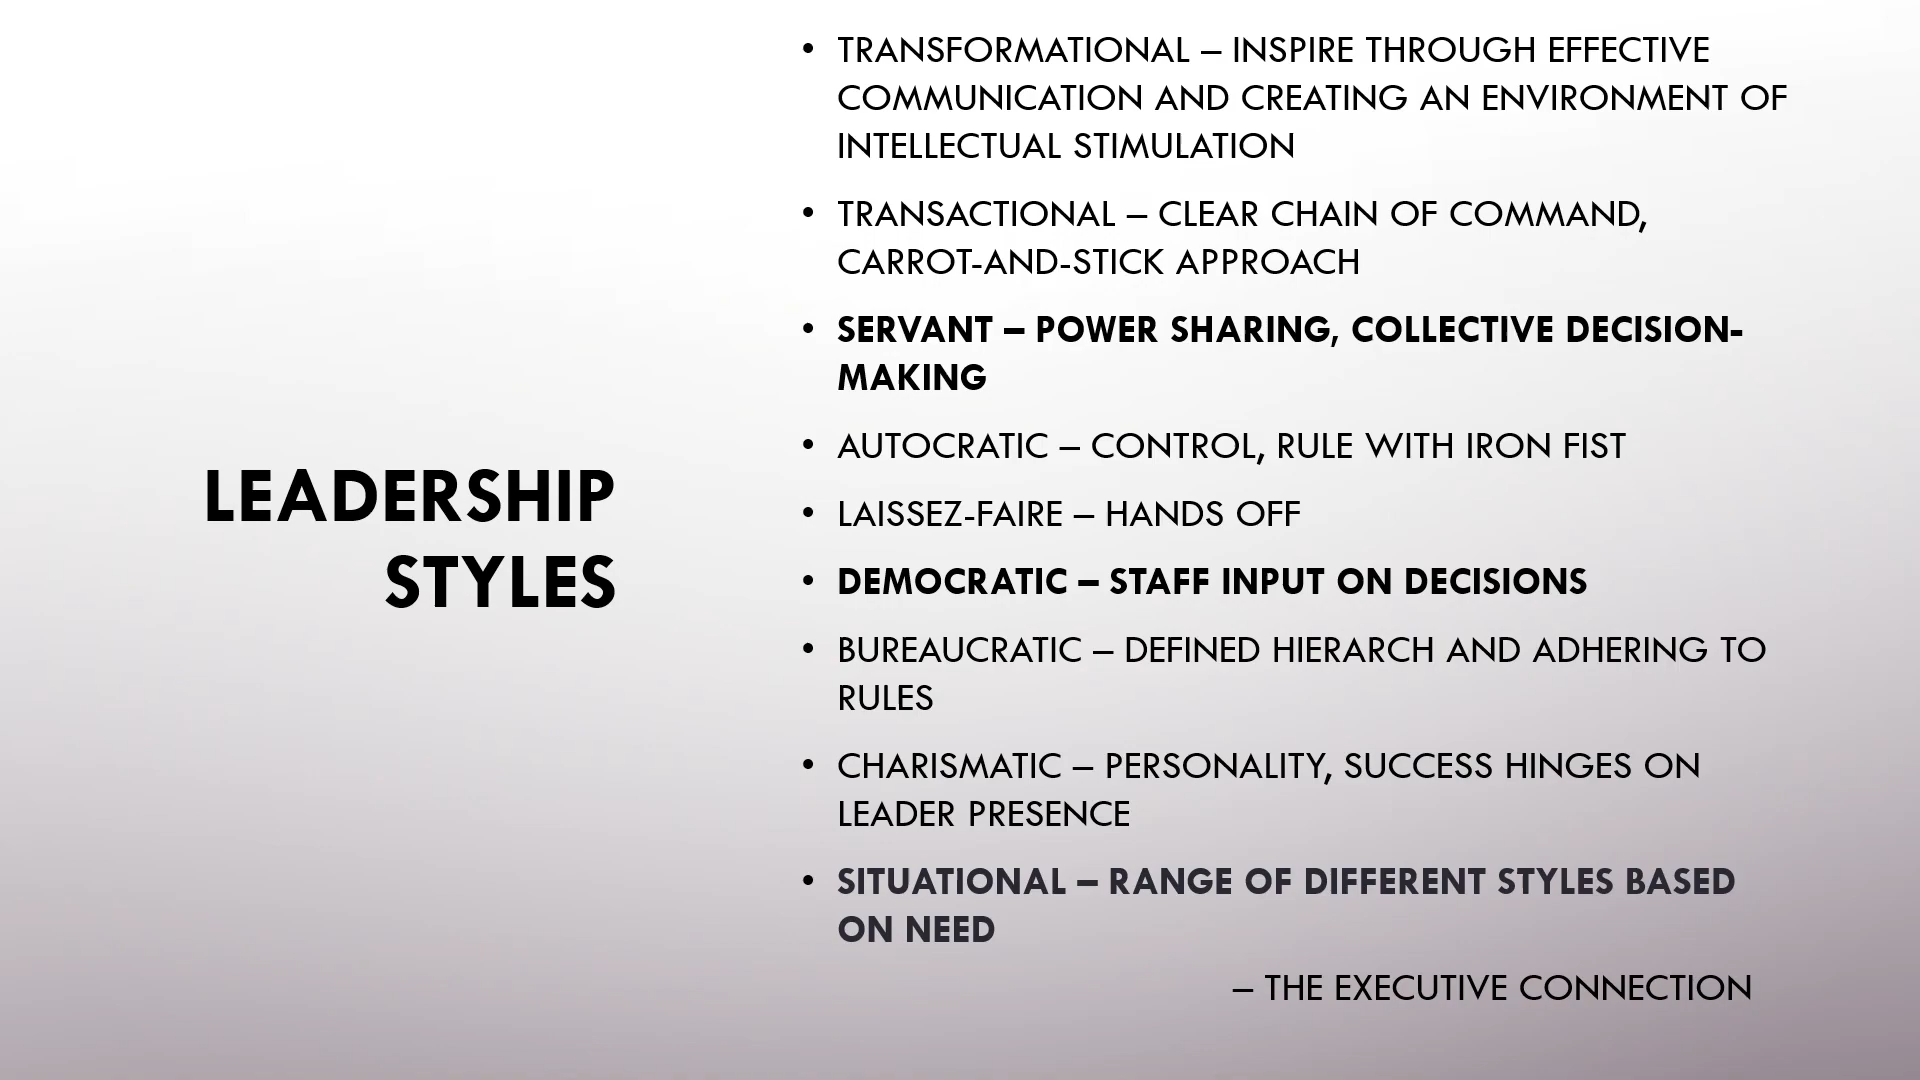 LEADERSHIP
STYLES
• TRANSFORMATIONAL – INSPIRE THROUGH EFFECTIVE
COMMUNICATION AND CREATING AN ENVIRONMENT OF
INTELLECTUAL STIMULATION
• TRANSACTIONAL – CLEAR CHAIN OF COMMAND,
CARROT-AND-STICK APPROACH
• SERVANT – POWER SHARING, COLLECTIVE DECISION-
MAKING
• AUTOCRATIC – CONTROL, RULE WITH IRON FIST
• LAISSEZ-FAIRE – HANDS OFF
• DEMOCRATIC – STAFF INPUT ON DECISIONS
• BUREAUCRATIC – DEFINED HIERARCH AND ADHERING TO
RULES
• CHARISMATIC – PERSONALITY, SUCCESS HINGES ON
LEADER PRESENCE
• SITUATIONAL – RANGE OF DIFFERENT STYLES BASED
ON NEED
– THE EXECUTIVE CONNECTION